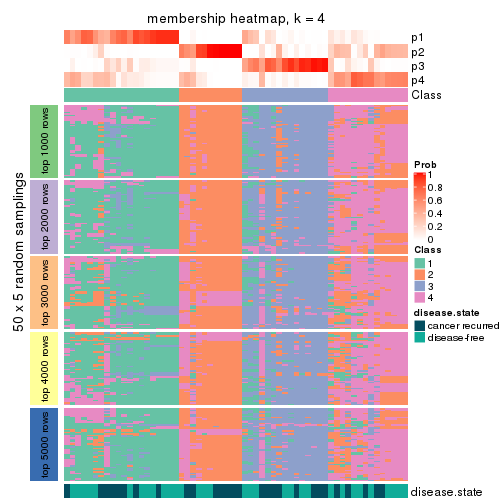 membership heatmap, k = 4
p1
p2
p3
p4
Class
50 x 5 random samplings
top 1000 rows
top 2000 rows
top 3000 rows
top 4000 rows
top 5000 rows
Prob
1
0.8
0.6
0.4
0.2
0
Class
1
2
3
4
disease.state
cancer recurred
disease-free
disease.state